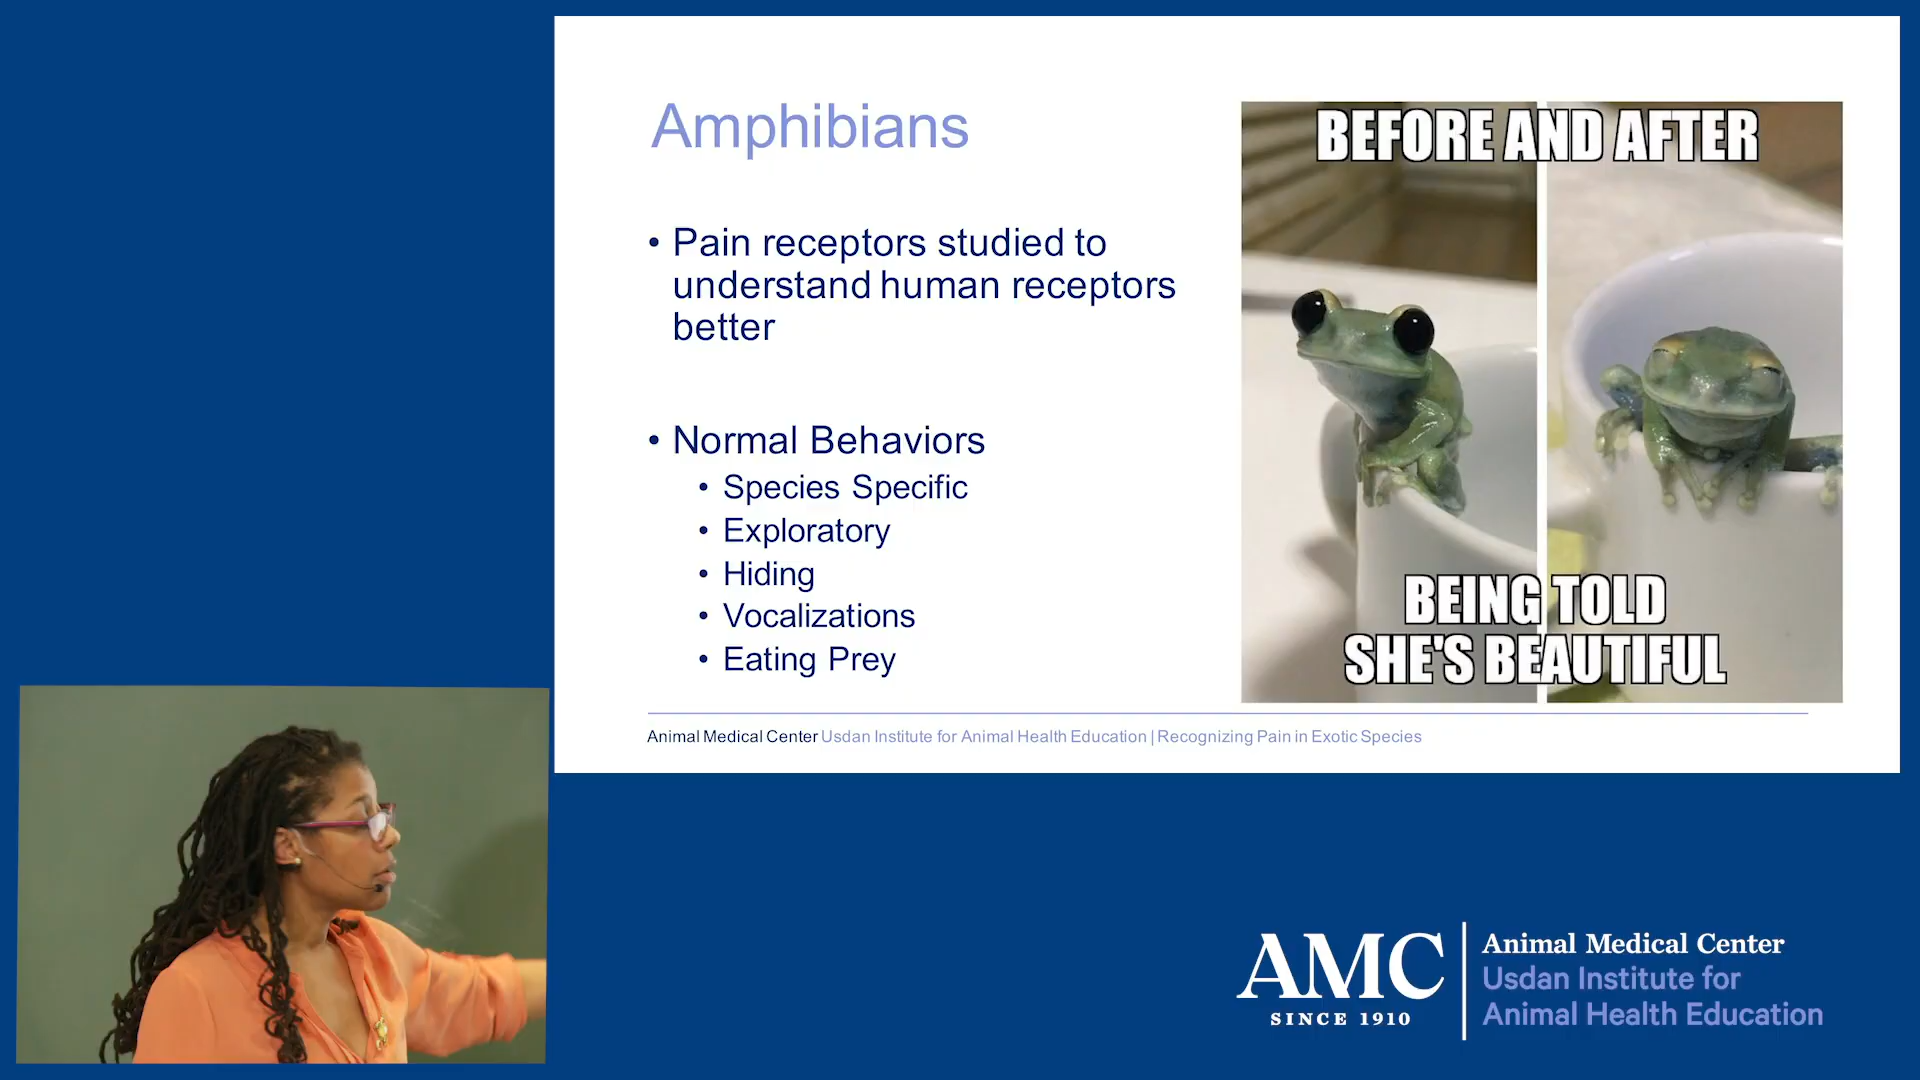 Amphibians
• Pain receptors studied to
understand human receptors
better
• Normal Behaviors
• Species Specific
• Exploratory
• Hiding
• Vocalizations
• Eating Prey
BEFORE AND AFTER
BEING TOLD
SHE'S BEAUTIFUL
Animal Medical Center Usdan Institute for Animal Health Education | Recognizing Pain in Exotic Species
AMC
SINCE 1910
Animal Medical Center
Usdan Institute for
Animal Health Education